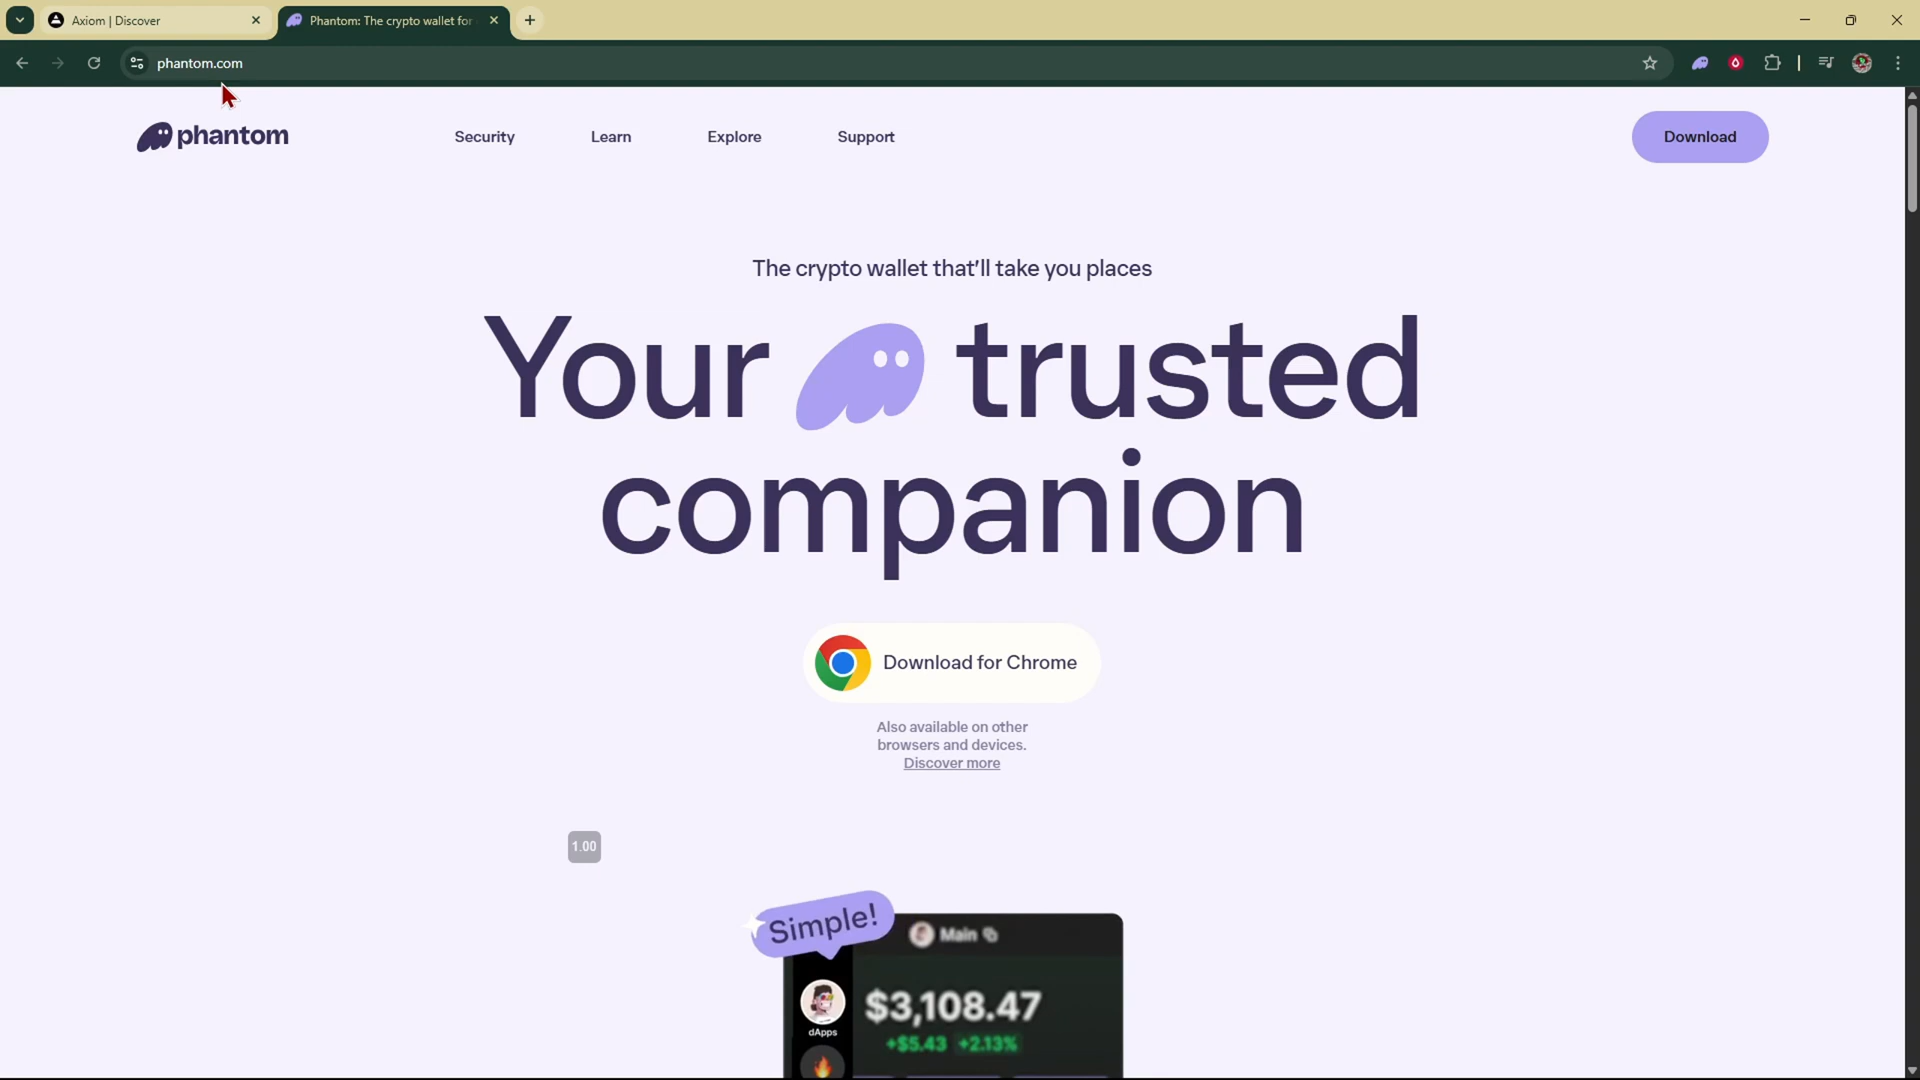 Axiom | Discover
Phantom: The crypto wallet for
phantom.com
phantom
Security
Learn
Explore
Support
Download
The crypto wallet that'll take you places
Your trusted
companion
Download for Chrome
Also available on other
browsers and devices.
Discover more
1.00
Simple!
Main
$3,108.47
+$5.43 +2.13%
dApps